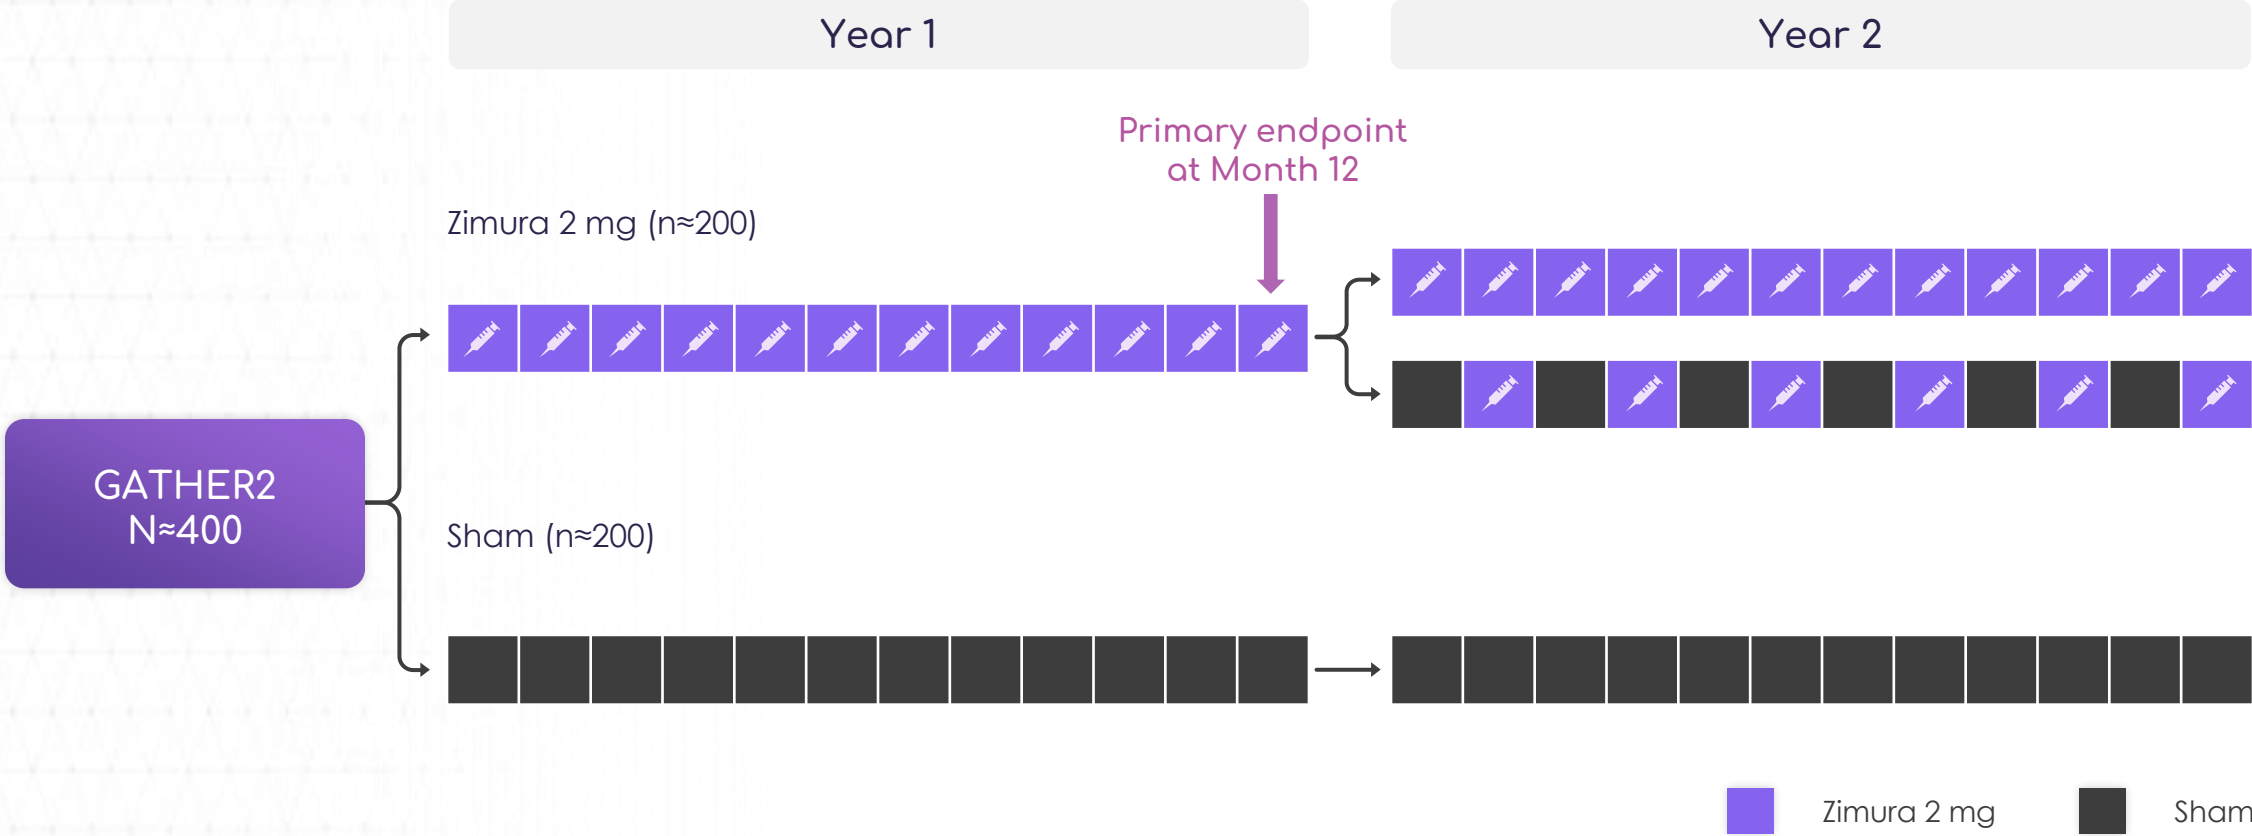 Year 1
Year 2
Primary endpoint
at Month 12
Zimura 2 mg (n≈200)
GATHER2
N≈400
Sham (n≈200)
Zimura 2 mg
Sham